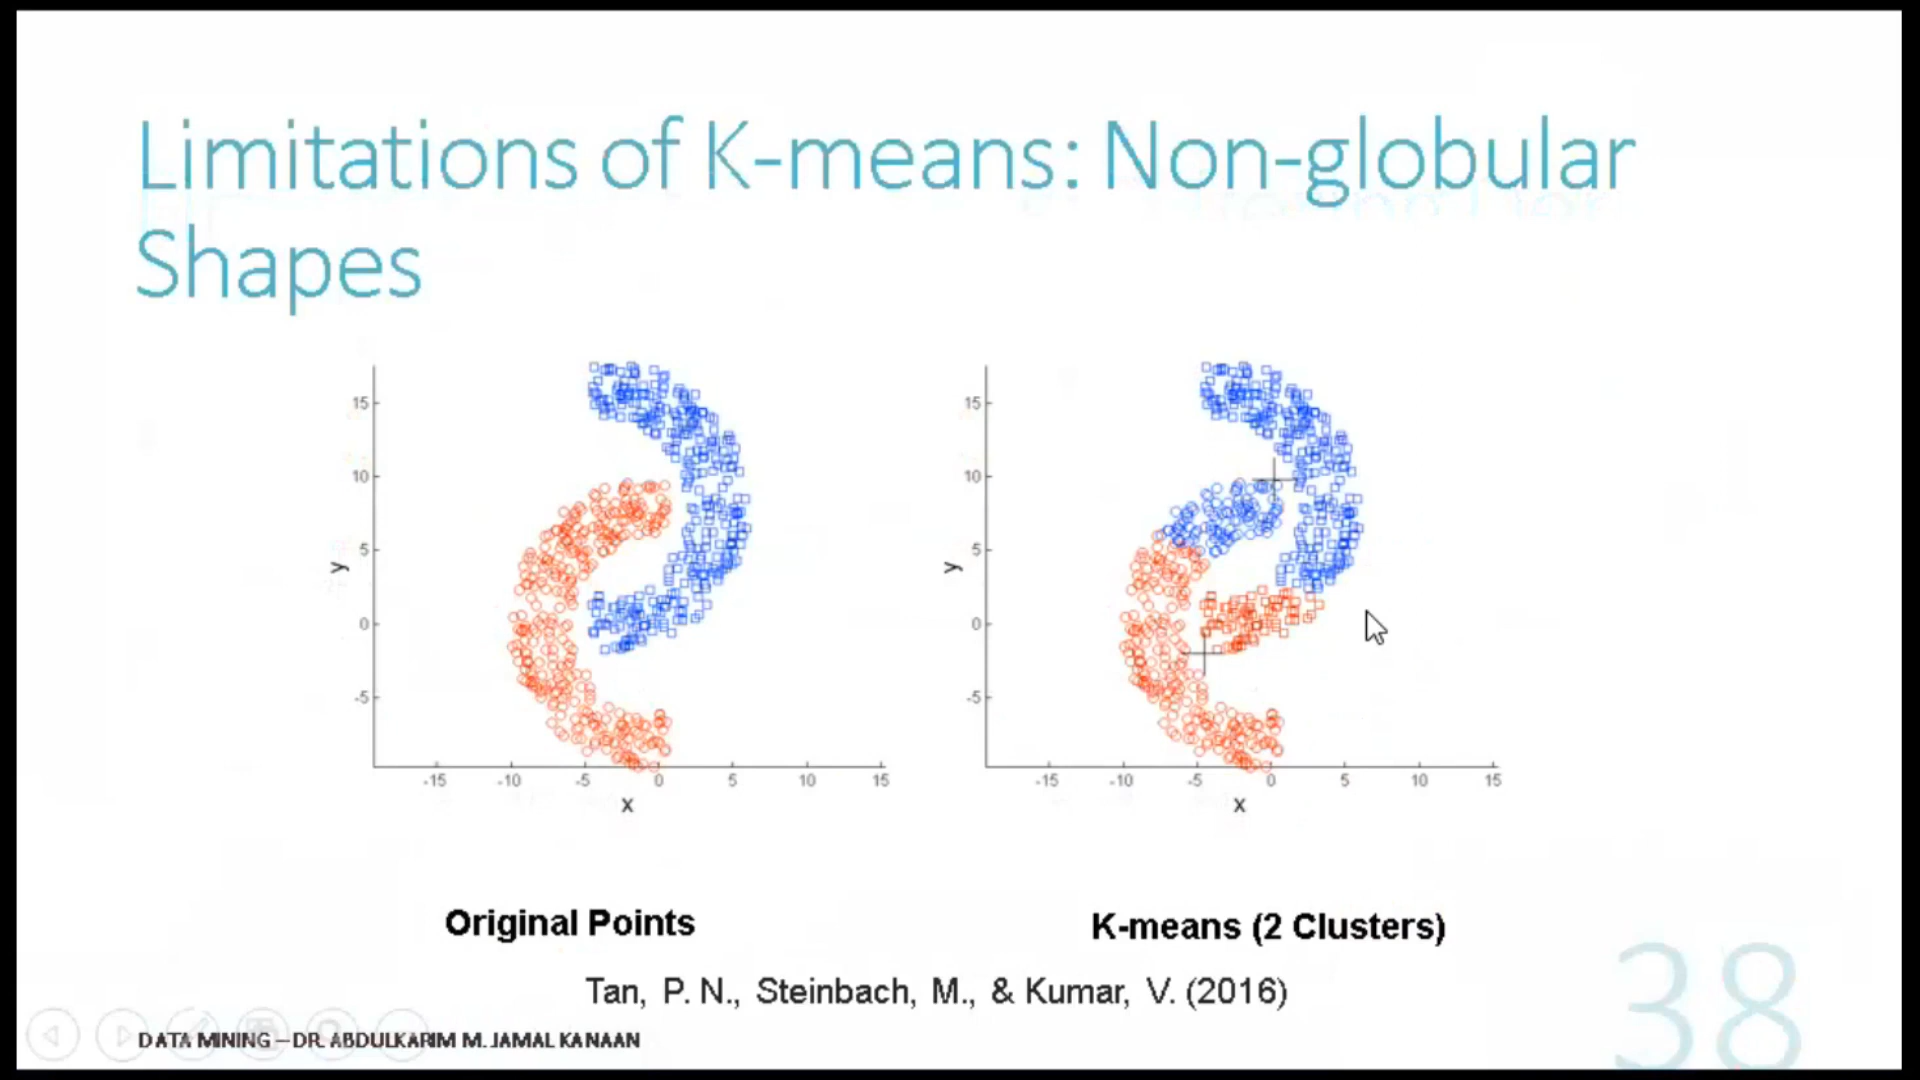 Limitations of K-means: Non-globular
Shapes
15
10
5
0
-5
y
-15 -10 -5 0 5 10 15
x
15
10
5
0
-5
y
-15 -10 -5 0 5 10 15
x
Original Points
K-means (2 Clusters)
Tan, P. N., Steinbach, M., & Kumar, V. (2016)
DATA MINING – DR. ABDULKARIM M. JAMAL KANAAN
38